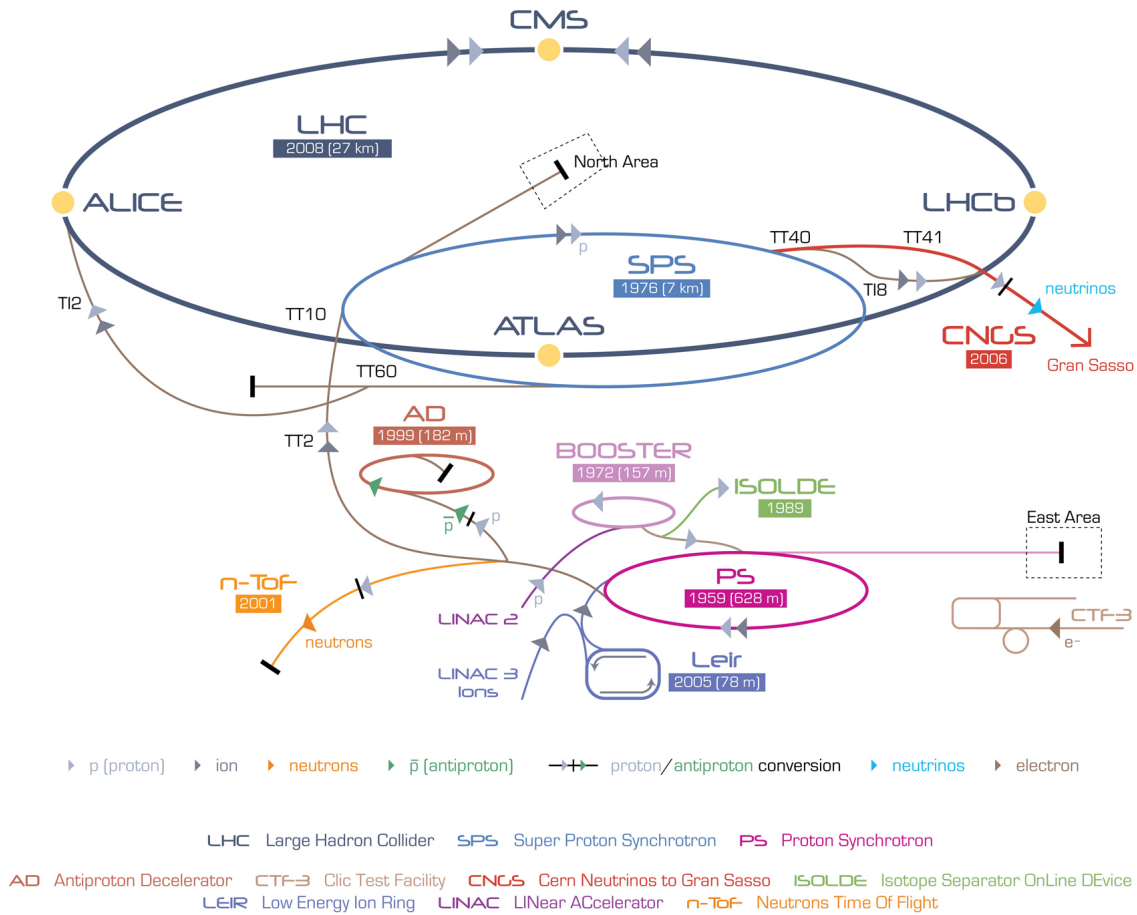 CMS
LHC
2008 (27 km)
North Area
ALICE
LHCb
TT40
TT41
p
SPS
1976 (7 km)
TI2
TI8
TT10
neutrinos
ATLAS
CNGS
2006
Gran Sasso
TT60
AD
1999 (182 m)
TT2
BOOSTER
1972 (157 m)
ISOLDE
1989
p̄
p
East Area
n-ToF
2001
p
PS
1959 (628 m)
LINAC 2
neutrons
CTF-3
e-
LINAC 3
Ions
Leir
2005 (78 m)
p (proton)
ion
neutrons
p̄ (antiproton)
proton/antiproton conversion
neutrinos
electron
LHC Large Hadron Collider SPS Super Proton Synchrotron PS Proton Synchrotron
AD Antiproton Decelerator CTF-3 Clic Test Facility CNGS Cern Neutrinos to Gran Sasso ISOLDE Isotope Separator OnLine DEvice
LEIR Low Energy Ion Ring LINAC LINear ACcelerator n-ToF Neutrons Time Of Flight